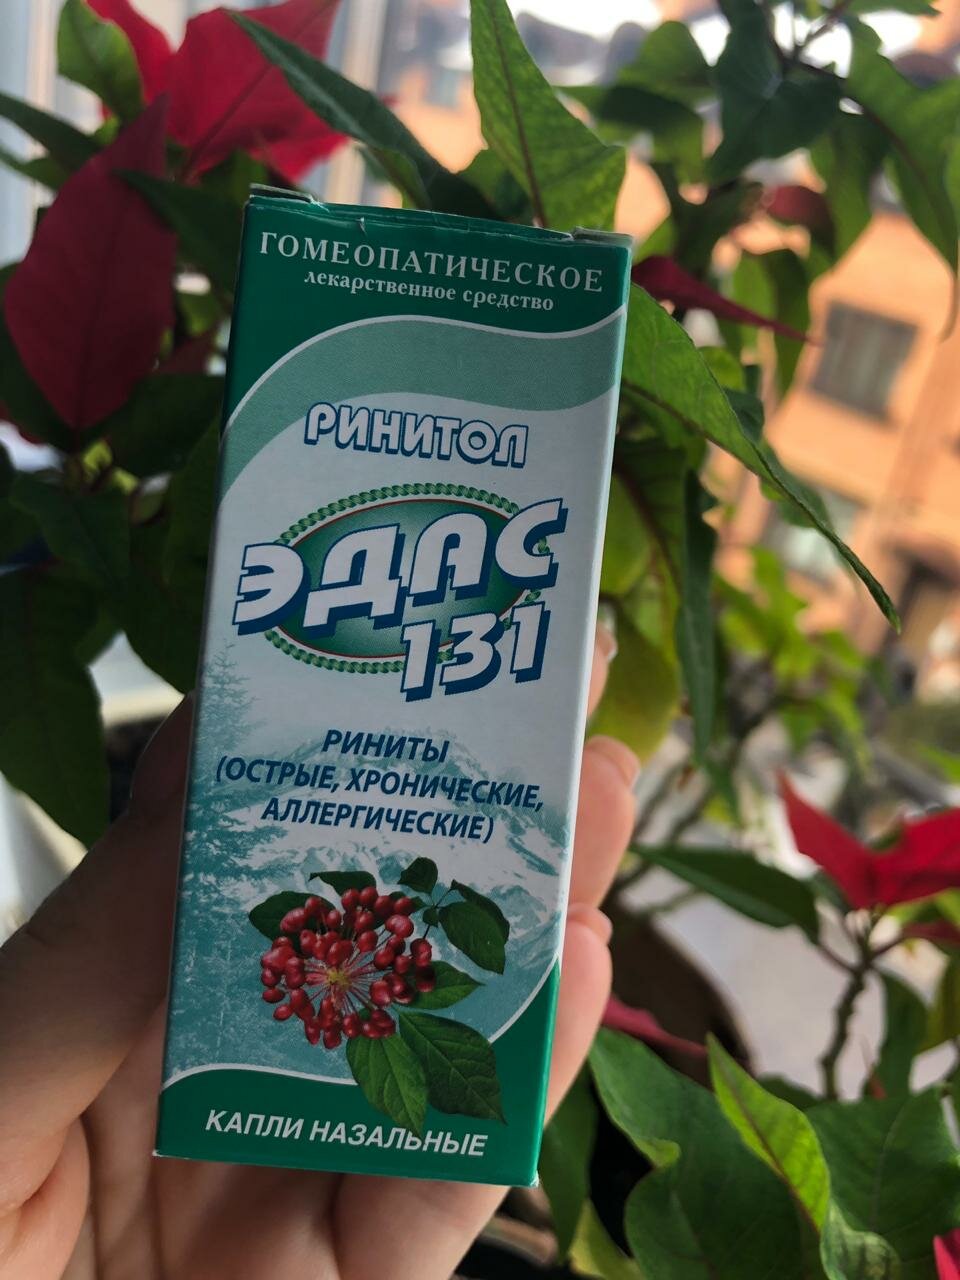 ГОМЕОПАТИЧЕСКОЕ
лекарственное средство
РИНИТОЛ
ЭДАС
131
РИНИТЫ
(ОСТРЫЕ, ХРОНИЧЕСКИЕ,
АЛЛЕРГИЧЕСКИЕ)
КАПЛИ НАЗАЛЬНЫЕ